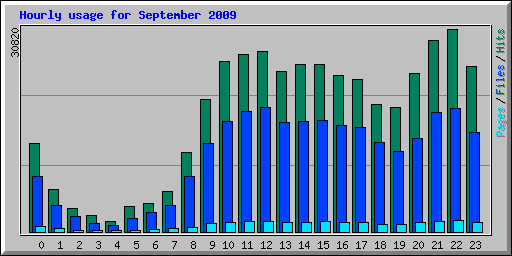 Hourly usage for September 2009
30820
Pages/Files/Hits
0 1 2 3 4 5 6 7 8 9 10 11 12 13 14 15 16 17 18 19 20 21 22 23